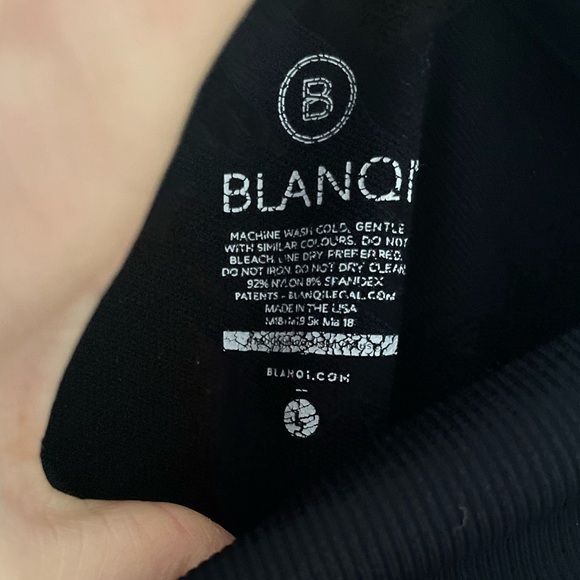 B
BLANQI
MACHINE WASH COLD, GENTLE
WITH SIMILAR COLOURS. DO NOT
BLEACH. LINE DRY PREFERRED.
DO NOT IRON. DO NOT DRY CLEAN
92% NYLON 8% SPANDEX
PATENTS - BLANQILEGAL.COM
MADE IN THE USA
BLANQI.COM
L